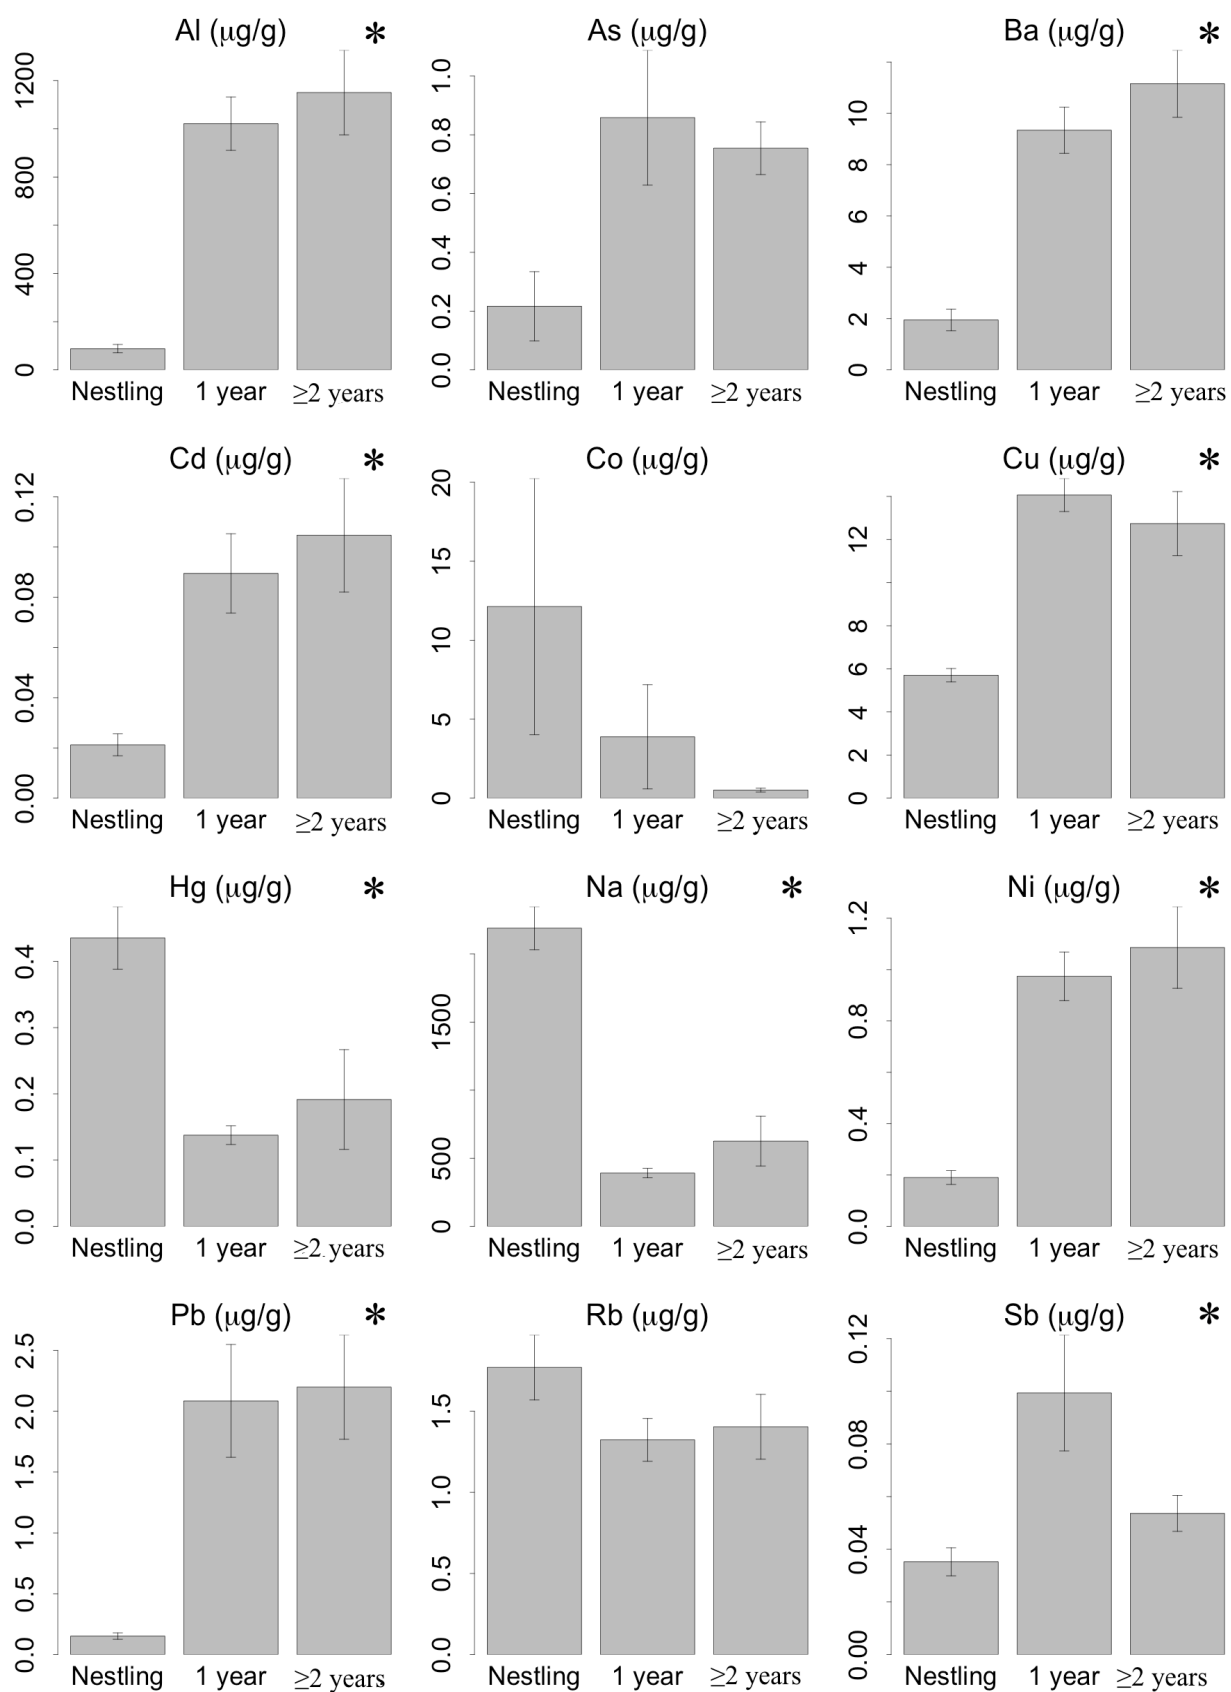 Al (μg/g) *
1200
800
400
0
Nestling 1 year ≥2 years
As (μg/g)
1.0
0.8
0.6
0.4
0.2
0.0
Nestling 1 year ≥2 years
Ba (μg/g) *
10
8
6
4
2
0
Nestling 1 year ≥2 years
Cd (μg/g) *
0.12
0.08
0.04
0.00
Nestling 1 year ≥2 years
Co (μg/g)
20
15
10
5
0
Nestling 1 year ≥2 years
Cu (μg/g) *
12
8
6
4
2
0
Nestling 1 year ≥2 years
Hg (μg/g) *
0.4
0.3
0.2
0.1
0.0
Nestling 1 year ≥2 years
Na (μg/g) *
1500
500
0
Nestling 1 year ≥2 years
Ni (μg/g) *
1.2
0.8
0.4
0.0
Nestling 1 year ≥2 years
Pb (μg/g) *
2.5
2.0
1.5
1.0
0.5
0.0
Nestling 1 year ≥2 years
Rb (μg/g)
1.5
1.0
0.5
0.0
Nestling 1 year ≥2 years
Sb (μg/g) *
0.12
0.08
0.04
0.00
Nestling 1 year ≥2 years